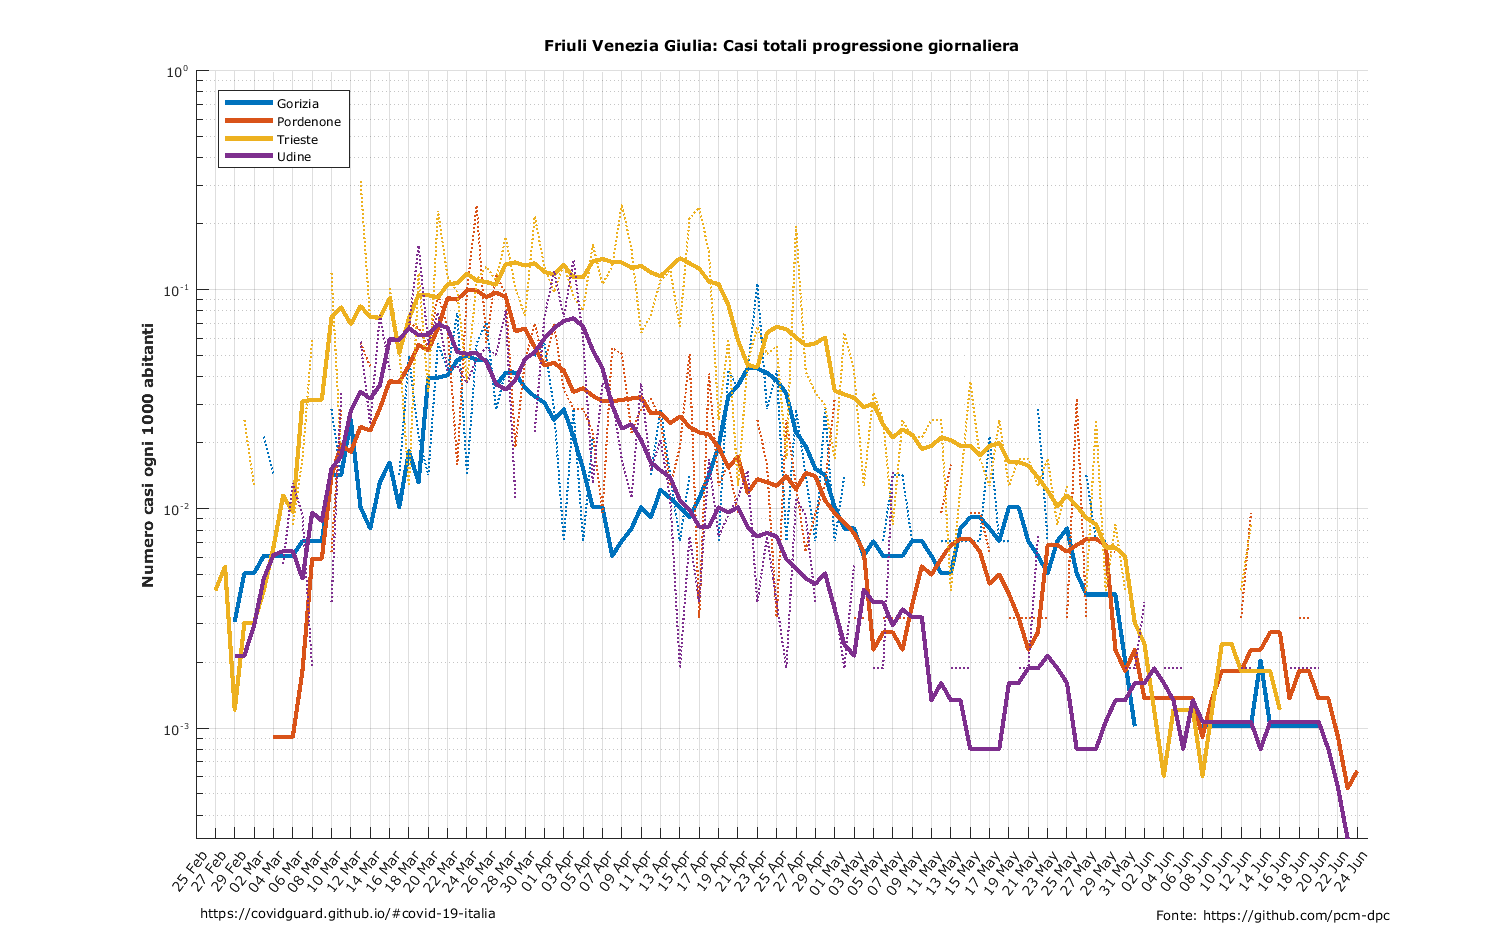 Friuli Venezia Giulia: Casi totali progressione giornaliera
10^0
10^-1
10^-2
10^-3
Numero casi ogni 1000 abitanti
Gorizia
Pordenone
Trieste
Udine
25 Feb
27 Feb
29 Feb
02 Mar
04 Mar
06 Mar
08 Mar
10 Mar
12 Mar
14 Mar
16 Mar
18 Mar
20 Mar
22 Mar
24 Mar
26 Mar
28 Mar
30 Mar
01 Apr
03 Apr
05 Apr
07 Apr
09 Apr
11 Apr
13 Apr
15 Apr
17 Apr
19 Apr
21 Apr
23 Apr
25 Apr
27 Apr
29 Apr
01 May
03 May
05 May
07 May
09 May
11 May
13 May
15 May
17 May
19 May
21 May
23 May
25 May
27 May
29 May
31 May
02 Jun
04 Jun
06 Jun
08 Jun
10 Jun
12 Jun
14 Jun
16 Jun
18 Jun
20 Jun
22 Jun
24 Jun
https://covidguard.github.io/#covid-19-italia
Fonte: https://github.com/pcm-dpc